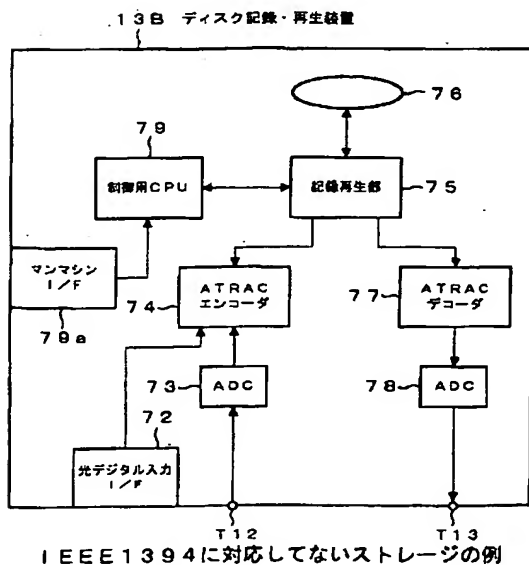 13B ディスク記録・再生装置
76
79
制御用CPU
記録再生部
75
マンマシン
I/F
79a
74
ATRAC
エンコーダ
77
ATRAC
デコーダ
73
ADC
78
ADC
72
光デジタル入力
I/F
T12
T13
IEEE1394に対応してないストレージの例